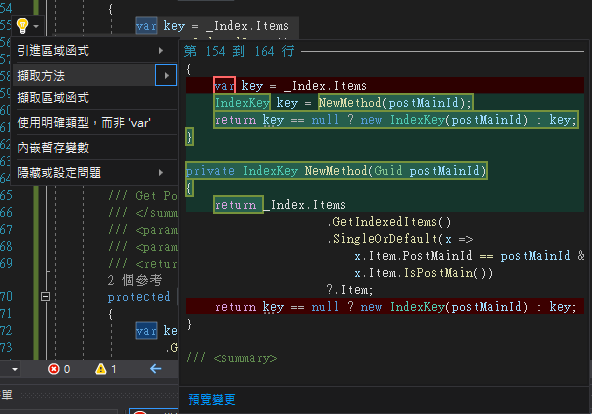 54
{
55
var key = _Index.Items
引進區域函式
擷取方法
擷取區域函式
使用明確類型，而非 'var'
內嵌暫存變數
隱藏或設定問題
第 154 到 164 行
{
var key = _Index.Items
IndexKey key = NewMethod(postMainId);
return key == null ? new IndexKey(postMainId) : key;
}
private IndexKey NewMethod(Guid postMainId)
{
return _Index.Items
.GetIndexedItems()
.SingleOrDefault(x =>
x.Item.PostMainId == postMainId &
x.Item.IsPostMain())
?.Item;
return key == null ? new IndexKey(postMainId) : key;
}
/// <summary>
預覽變更
65
/// Get Po
66
/// </summa
67
/// <param
68
/// <param
69
/// <retur
2 個參考
70
protected
71
{
72
var key
73
.G
0
1
單